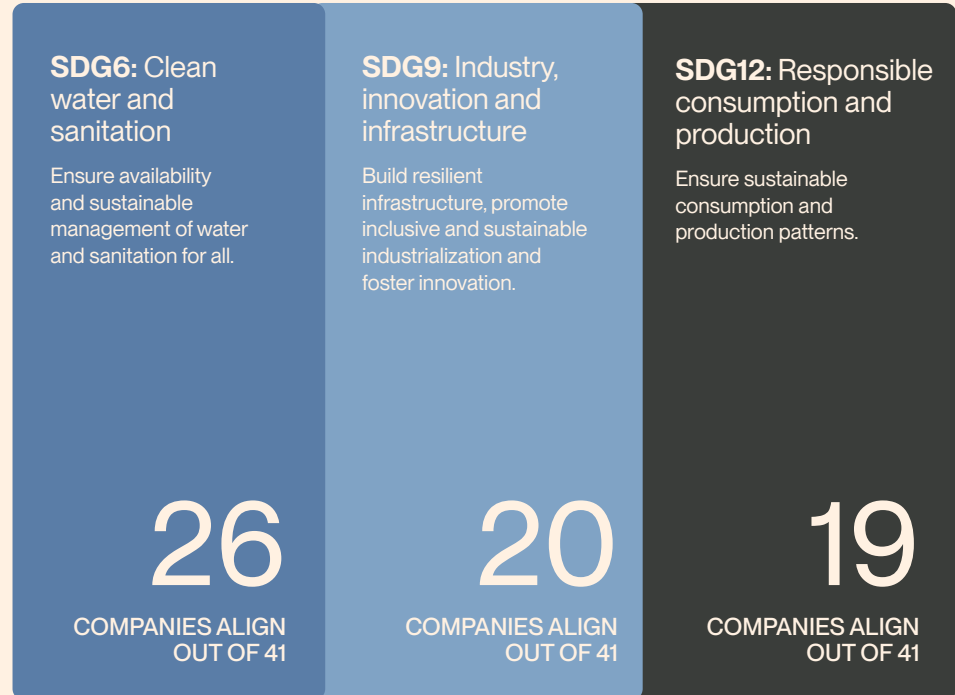 SDG6: Clean
water and
sanitation
Ensure availability
and sustainable
management of water
and sanitation for all.
26
COMPANIES ALIGN
OUT OF 41
SDG9: Industry,
innovation and
infrastructure
Build resilient
infrastructure, promote
inclusive and sustainable
industrialization and
foster innovation.
20
COMPANIES ALIGN
OUT OF 41
SDG12: Responsible
consumption and
production
Ensure sustainable
consumption and
production patterns.
19
COMPANIES ALIGN
OUT OF 41